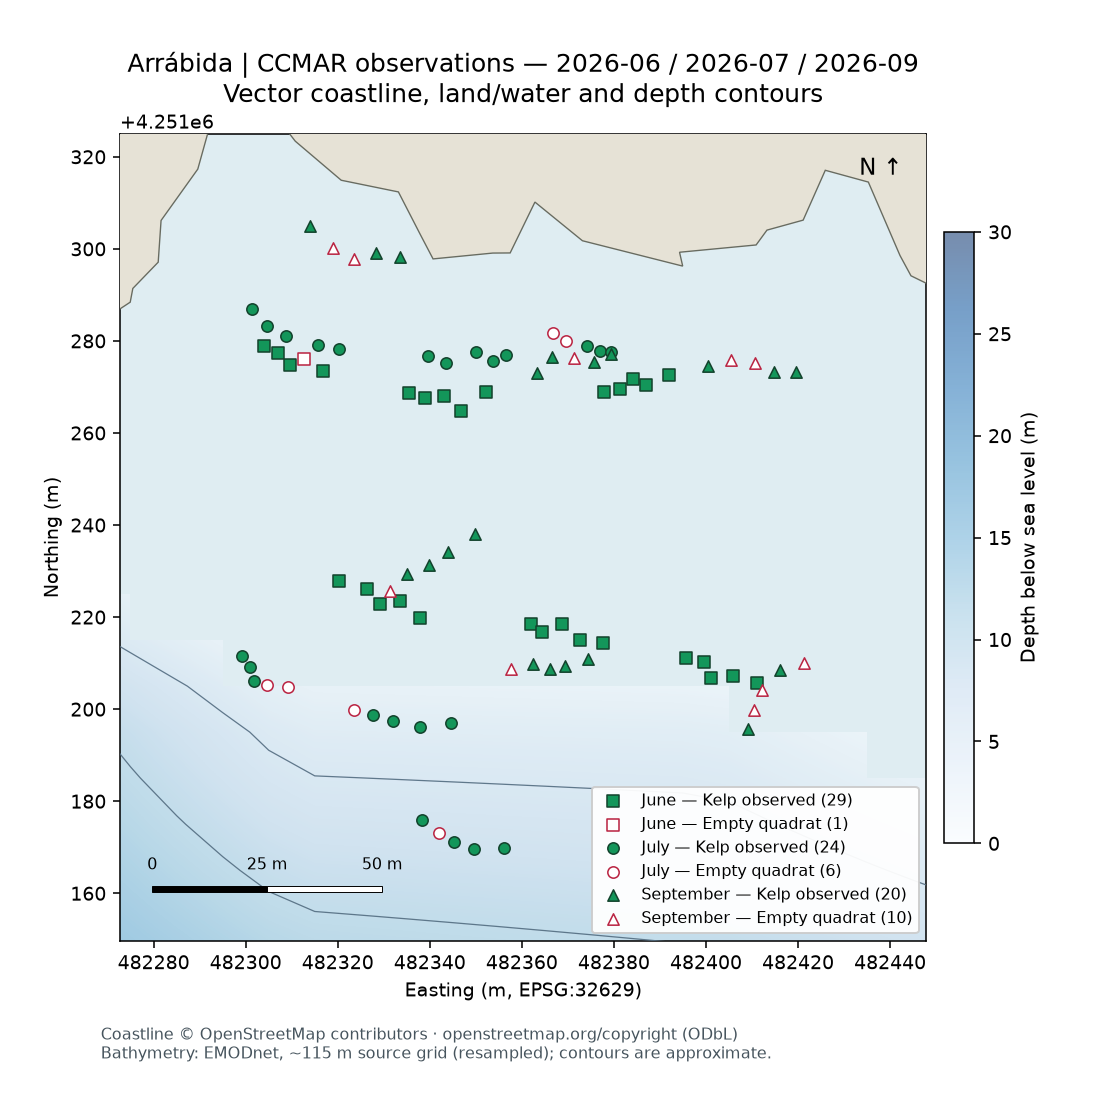 Arrábida | CCMAR observations — 2026-06 / 2026-07 / 2026-09
Vector coastline, land/water and depth contours
+4.251e6
N ↑
320
300
280
260
240
220
200
180
160
Northing (m)
482280 482300 482320 482340 482360 482380 482400 482420 482440
Easting (m, EPSG:32629)
0 25 m 50 m
June — Kelp observed (29)
June — Empty quadrat (1)
July — Kelp observed (24)
July — Empty quadrat (6)
September — Kelp observed (20)
September — Empty quadrat (10)
30
25
20
15
10
5
0
Depth below sea level (m)
Coastline © OpenStreetMap contributors · openstreetmap.org/copyright (ODbL)
Bathymetry: EMODnet, ~115 m source grid (resampled); contours are approximate.